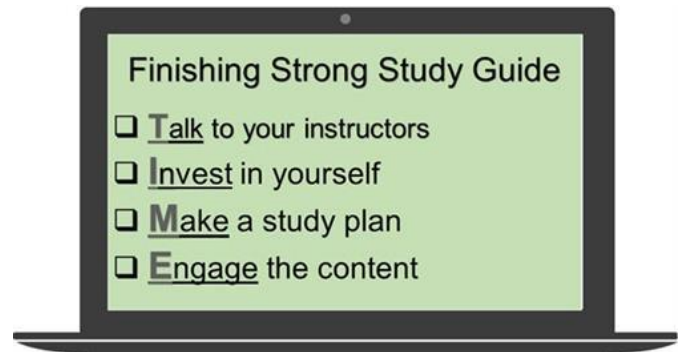 Finishing Strong Study Guide
Talk to your instructors
Invest in yourself
Make a study plan
Engage the content